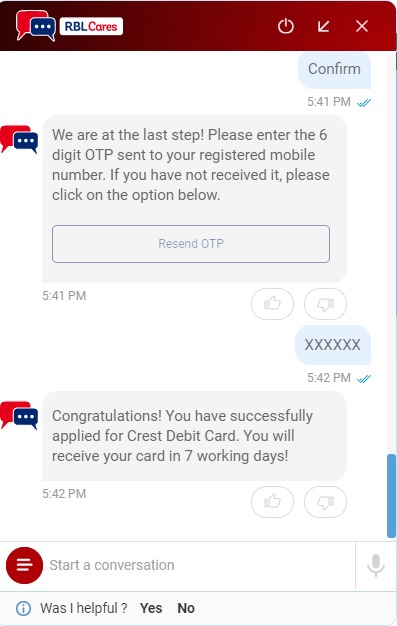 RBLCares
Confirm
5:41 PM
We are at the last step! Please enter the 6
digit OTP sent to your registered mobile
number. If you have not received it, please
click on the option below.
Resend OTP
5:41 PM
XXXXXX
5:42 PM
Congratulations! You have successfully
applied for Crest Debit Card. You will
receive your card in 7 working days!
5:42 PM
Start a conversation
Was I helpful ? Yes No